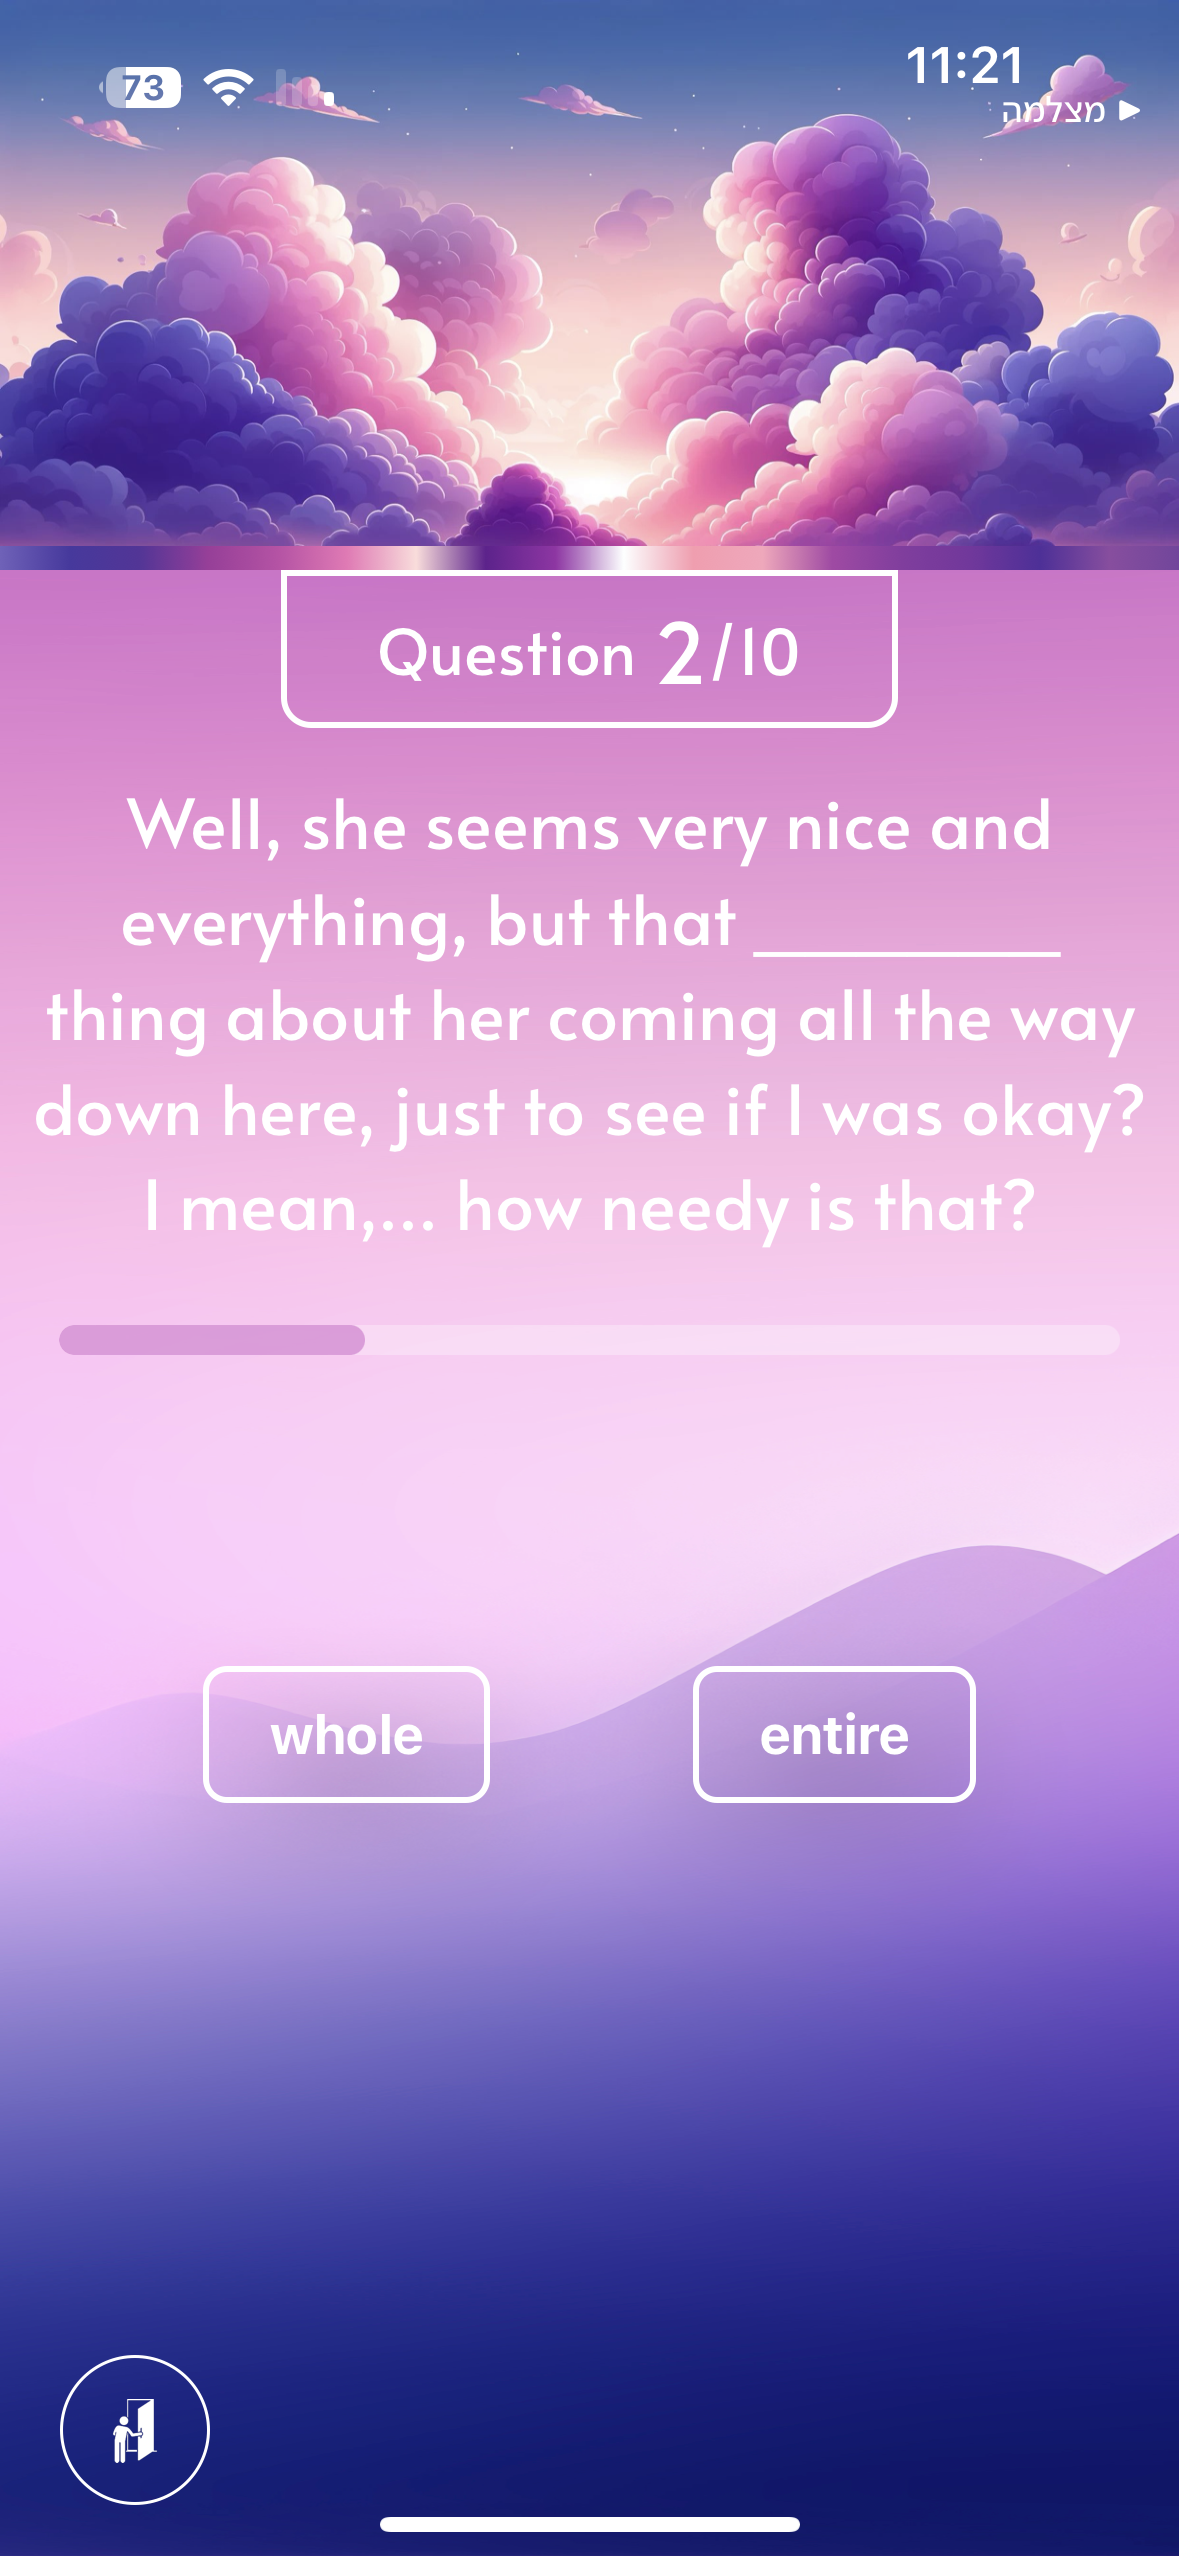 73
11:21
מצלמה
Question 2/10
Well, she seems very nice and
everything, but that __________
thing about her coming all the way
down here, just to see if I was okay?
I mean,... how needy is that?
whole
entire